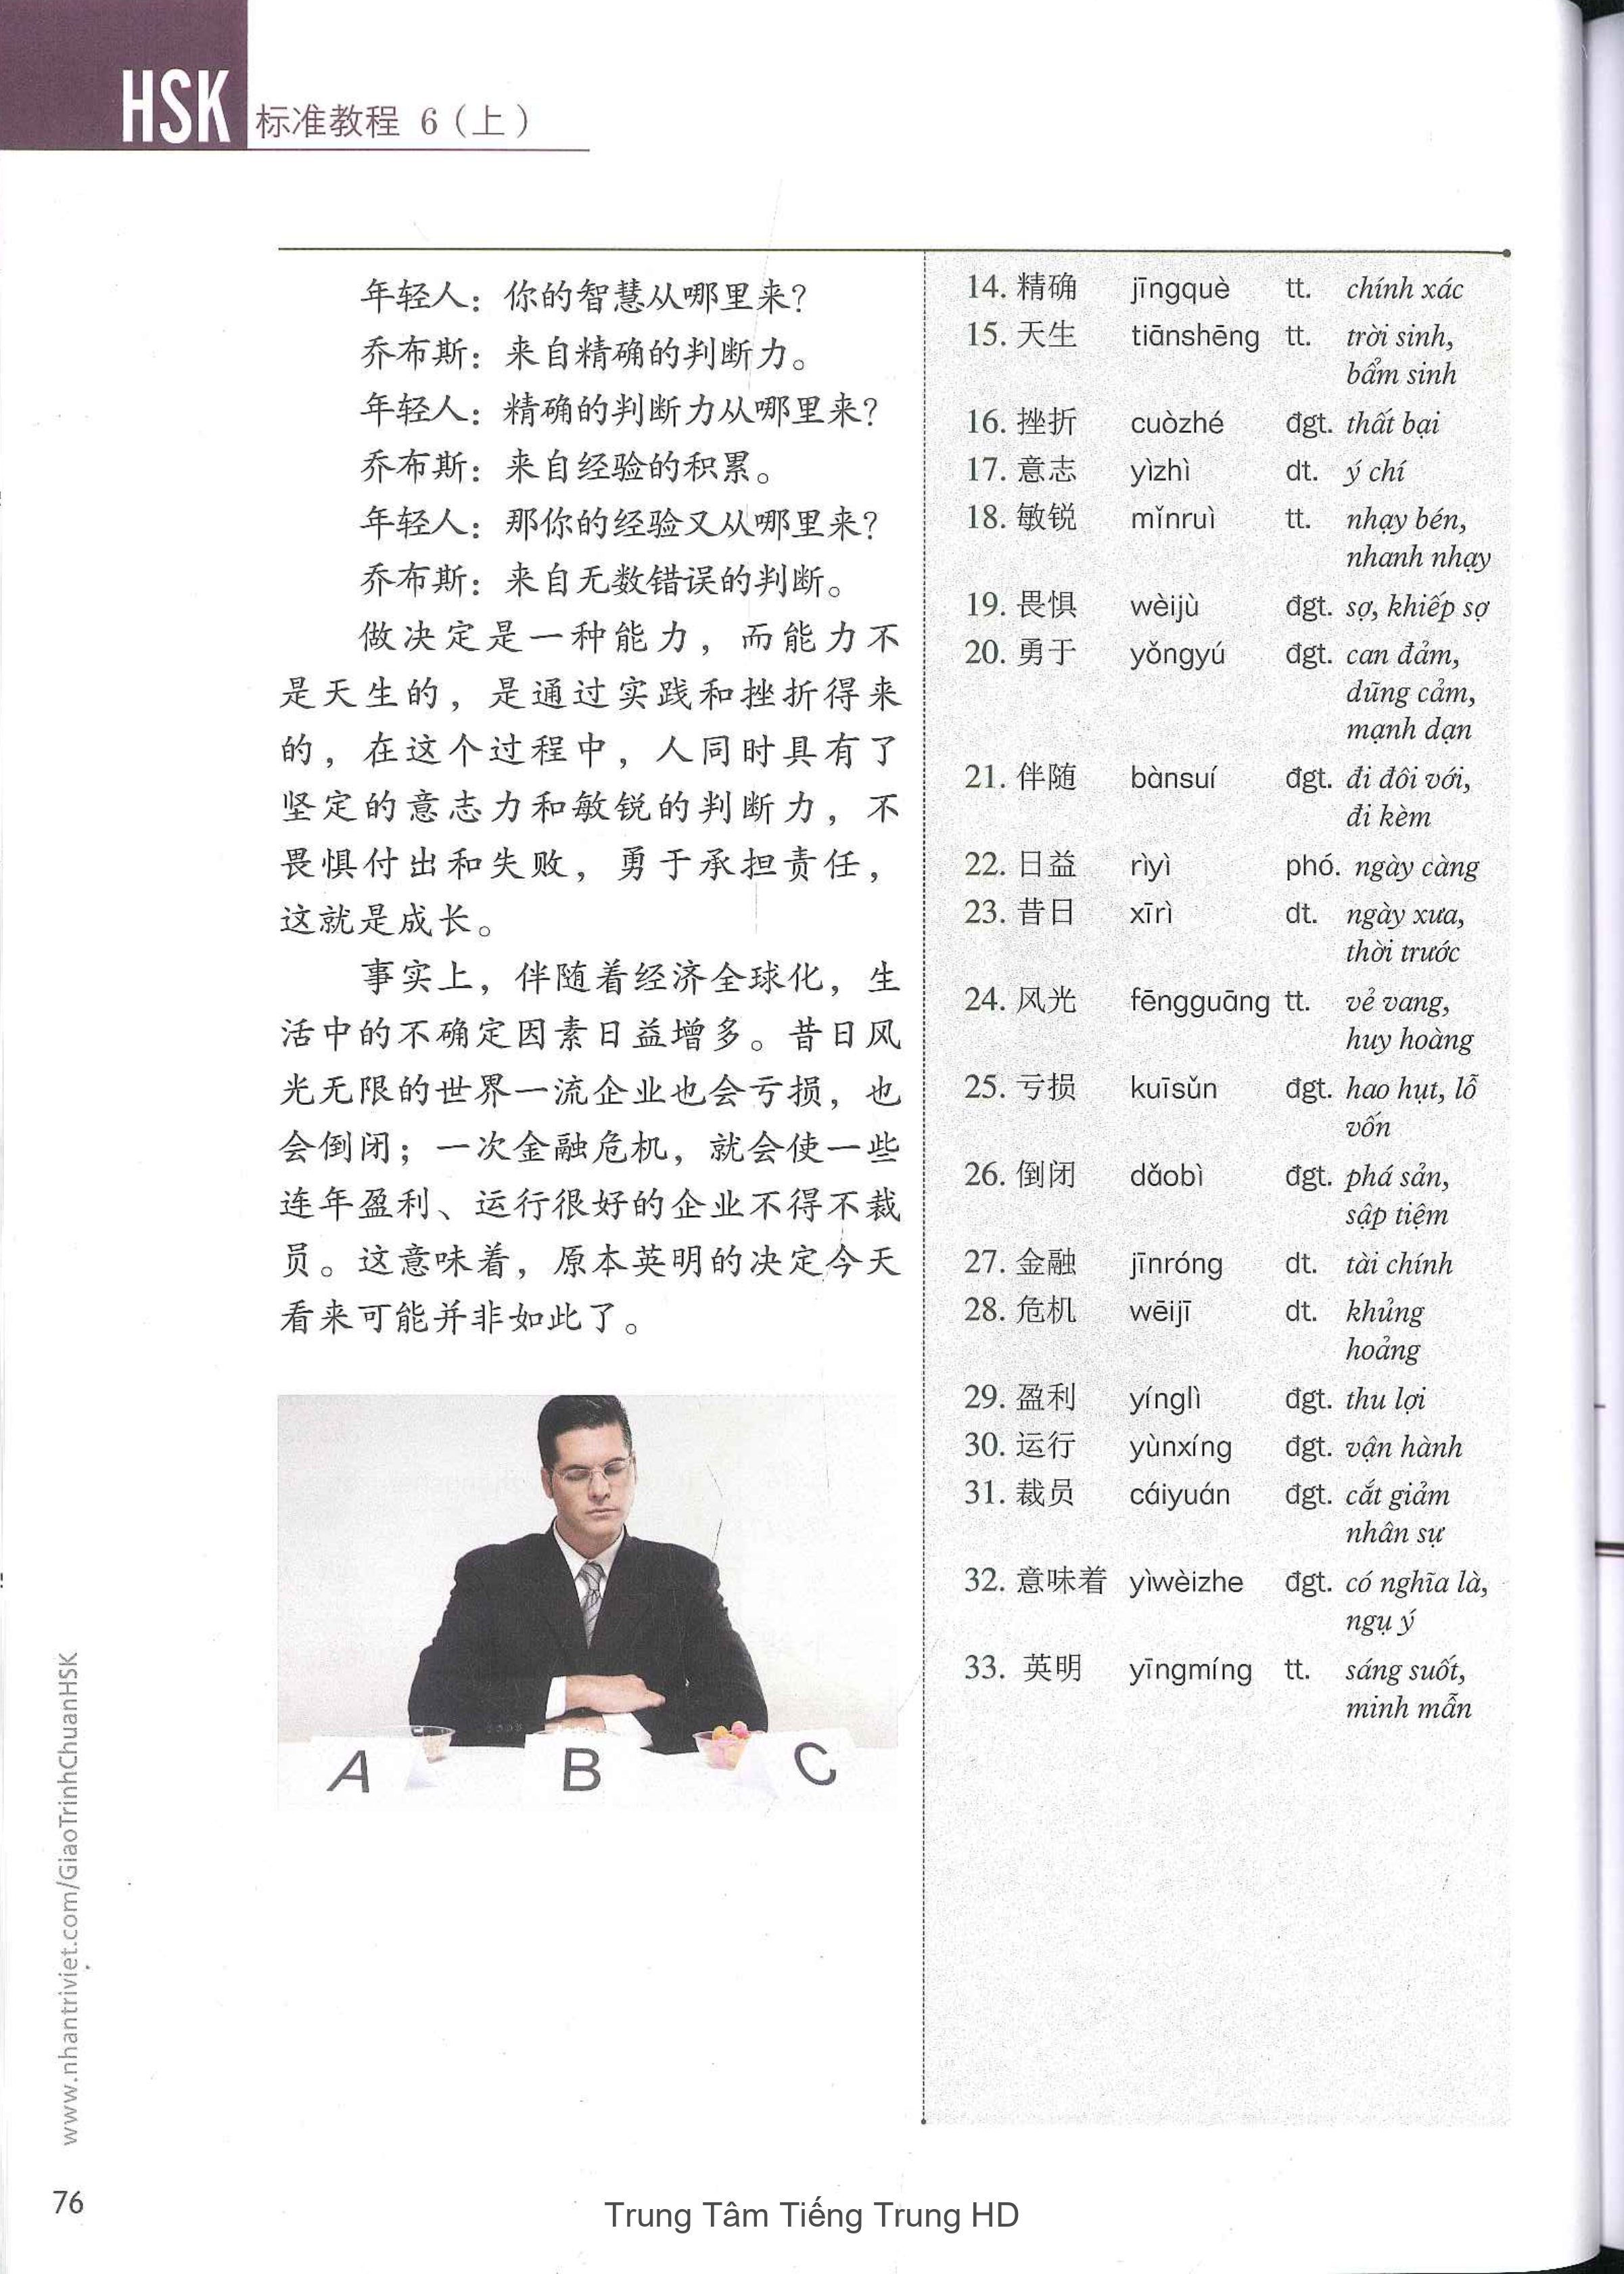 HSK 标准教程 6（上）
年轻人：你的智慧从哪里来？
乔布斯：来自精确的判断力。
年轻人：精确的判断力从哪里来？
乔布斯：来自经验的积累。
年轻人：那你的经验又从哪里来？
乔布斯：来自无数错误的判断。
做决定是一种能力，而能力不
是天生的，是通过实践和挫折得来
的，在这个过程中，人同时具有了
坚定的意志力和敏锐的判断力，不
畏惧付出和失败，勇于承担责任，
这就是成长。
事实上，伴随着经济全球化，生
活中的不确定因素日益增多。昔日风
光无限的世界一流企业也会亏损，也
会倒闭；一次金融危机，就会使一些
连年盈利、运行很好的企业不得不裁
员。这意味着，原本英明的决定今天
看来可能并非如此了。
A B C
14. 精确 jīngquè tt. chính xác
15. 天生 tiānshēng tt. trời sinh,
bẩm sinh
16. 挫折 cuòzhé đgt. thất bại
17. 意志 yìzhì dt. ý chí
18. 敏锐 mǐnruì tt. nhạy bén,
nhanh nhạy
19. 畏惧 wèijù đgt. sợ, khiếp sợ
20. 勇于 yǒngyú đgt. can đảm,
dũng cảm,
mạnh dạn
21. 伴随 bànsuí đgt. đi đôi với,
đi kèm
22. 日益 rìyì phó. ngày càng
23. 昔日 xīrì dt. ngày xưa,
thời trước
24. 风光 fēngguāng tt. vẻ vang,
huy hoàng
25. 亏损 kuīsǔn đgt. hao hụt, lỗ
vốn
26. 倒闭 dǎobì đgt. phá sản,
sập tiệm
27. 金融 jīnróng dt. tài chính
28. 危机 wēijī dt. khủng
hoảng
29. 盈利 yínglì đgt. thu lợi
30. 运行 yùnxíng đgt. vận hành
31. 裁员 cáiyuán đgt. cắt giảm
nhân sự
32. 意味着 yìwèizhe đgt. có nghĩa là,
ngụ ý
33. 英明 yīngmíng tt. sáng suốt,
minh mẫn
www.nhantriviet.com/GiaoTrinhChuanHSK
76
Trung Tâm Tiếng Trung HD